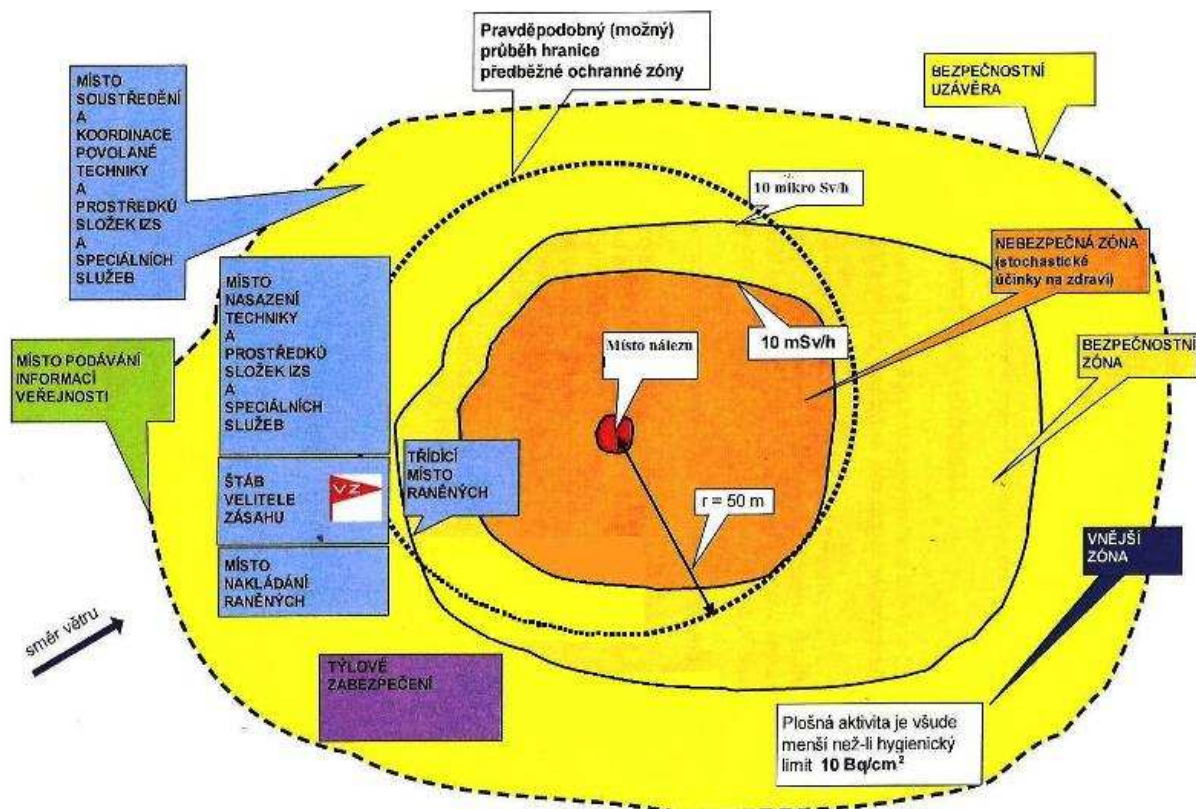 Pravděpodobný (možný)
průběh hranice
předběžné ochranné zóny)
MÍSTO
SOUSTŘEDĚNÍ
A
KOORDINACE
POVOLANÉ
TECHNIKY
A
PROSTŘEDKŮ
SLOŽEK IZS
A
SPECIÁLNÍCH
SLUŽEB
BEZPEČNOSTNÍ
UZÁVĚRA
10 mikro Sv/h
NEBEZPEČNÁ ZÓNA
(stochastické
účinky na zdraví)
MÍSTO
NASAZENÍ
TECHNIKY
A
PROSTŘEDKŮ
SLOŽEK IZS
A
SPECIÁLNÍCH
SLUŽEB
10 mSv/h
Místo nálezu
MÍSTO PODÁVÁNÍ
INFORMACÍ
VEŘEJNOSTI
BEZPEČNOSTNÍ
ZÓNA
ŠTÁB
VELITELE
ZÁSAHU
VZ
TŘÍDÍCÍ
MÍSTO
RANĚNÝCH
r = 50 m
VNĚJŠÍ
ZÓNA
MÍSTO
NAKLÁDÁNÍ
RANĚNÝCH
směr větru
TÝLOVÉ
ZABEZPEČENÍ
Plošná aktivita je všude
menší než-li hygienický
limit 10 Bq/cm²